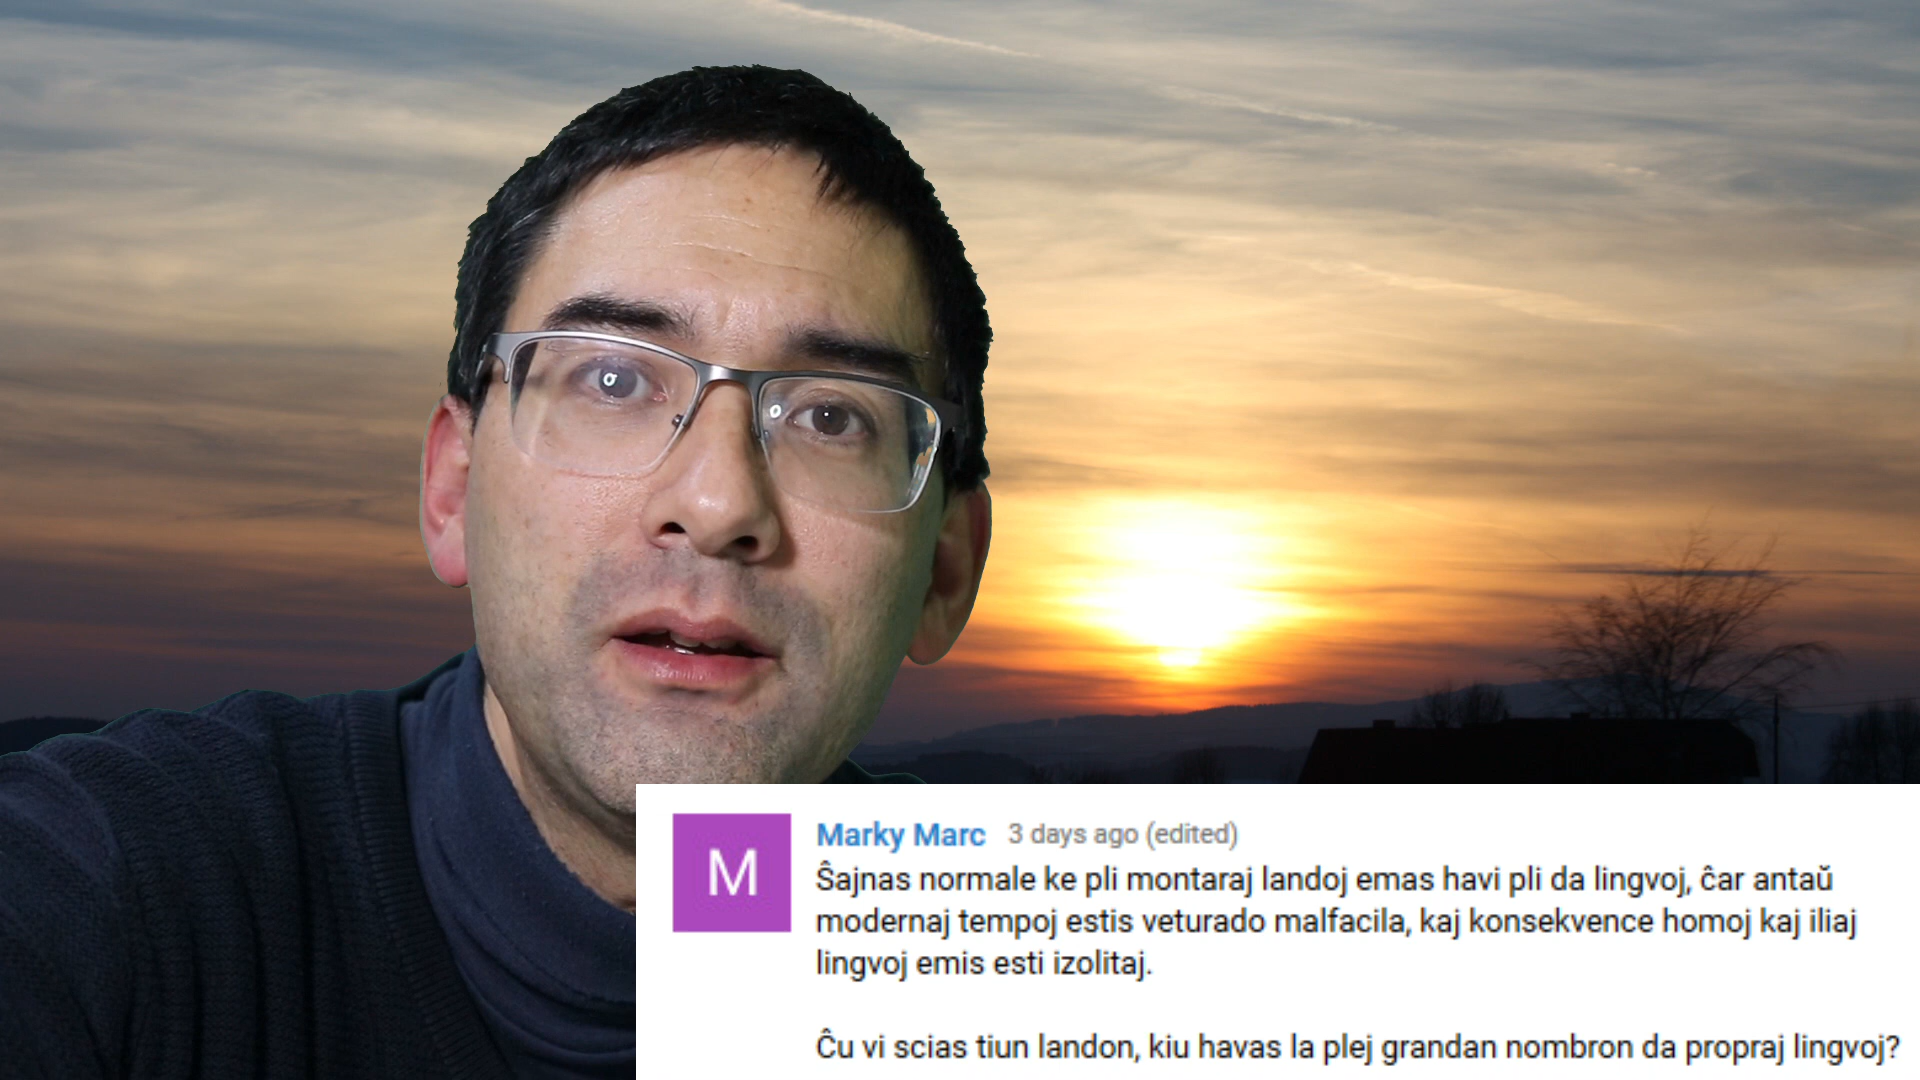 M
Marky Marc 3 days ago (edited)
Ŝajnas normale ke pli montaraj landoj emas havi pli da lingvoj, ĉar antaŭ
modernaj tempoj estis veturado malfacila, kaj konsekvence homoj kaj iliaj
lingvoj emis esti izolitaj.
Ĉu vi scias tiun landon, kiu havas la plej grandan nombron da propraj lingvoj?